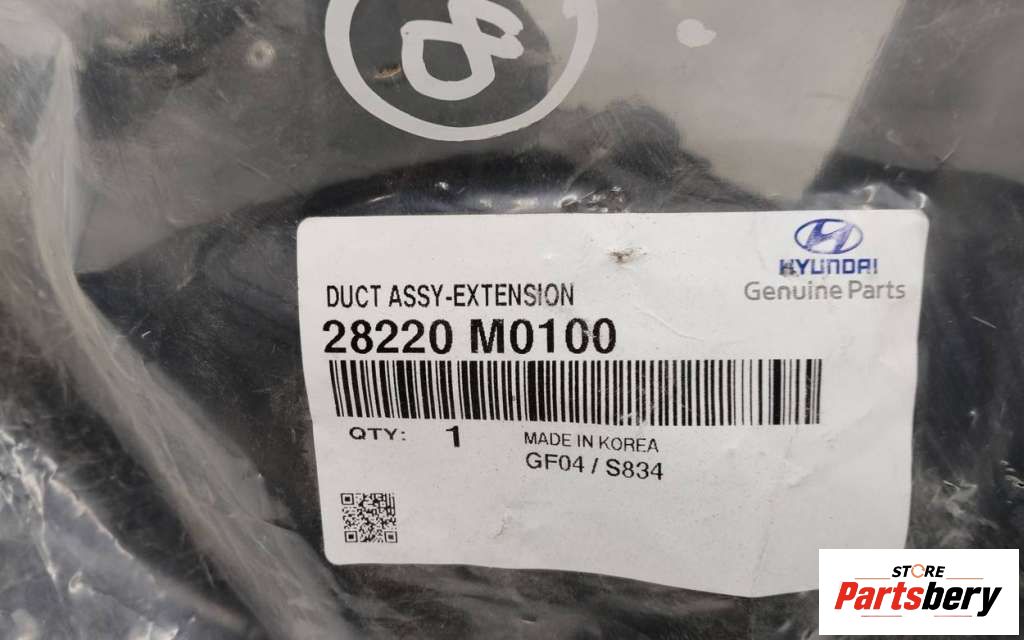 8
HYUNDAI
Genuine Parts
DUCT ASSY-EXTENSION
28220 M0100
QTY: 1
MADE IN KOREA
GF04 / S834
STORE
Partsbery